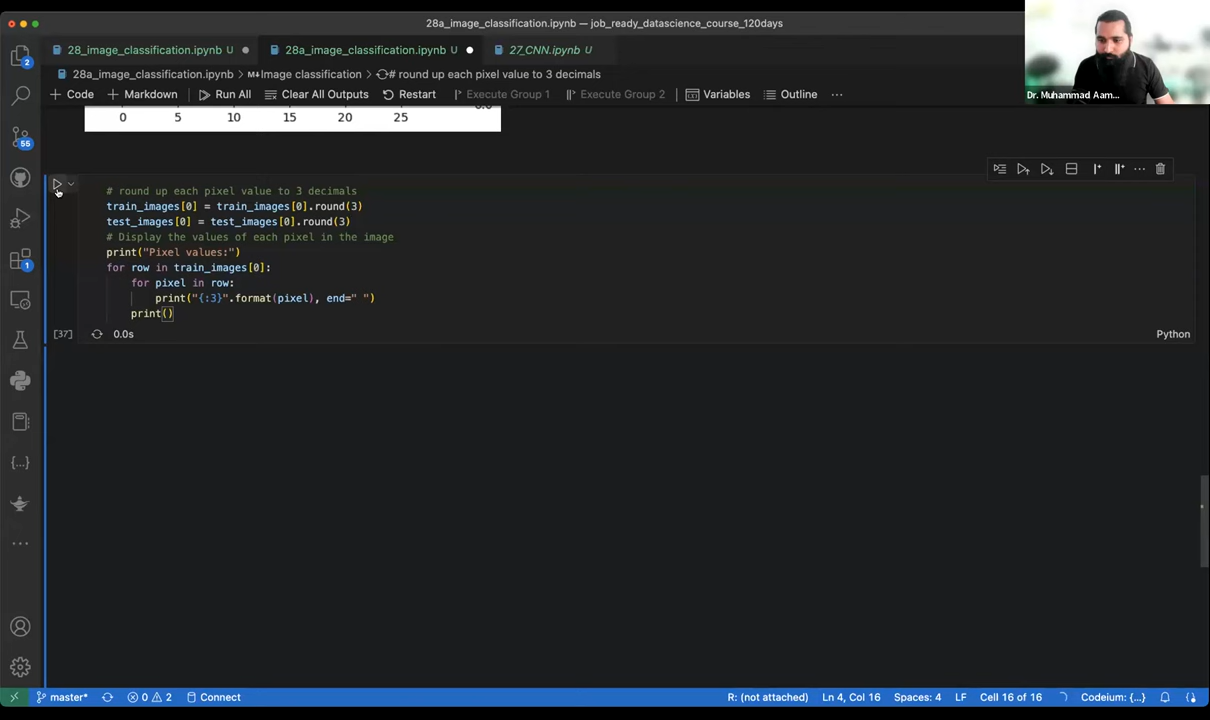 28a_image_classification.ipynb — job_ready_datascience_course_120days
28_image_classification.ipynb U
28a_image_classification.ipynb U
27_CNN.ipynb U
28a_image_classification.ipynb > M↓Image classification > # round up each pixel value to 3 decimals
+ Code + Markdown Run All Clear All Outputs Restart Execute Group 1 Execute Group 2 Variables Outline ...
Dr. Muhammad Aam...
0 5 10 15 20 25
# round up each pixel value to 3 decimals
train_images[0] = train_images[0].round(3)
test_images[0] = test_images[0].round(3)
# Display the values of each pixel in the image
print("Pixel values:")
for row in train_images[0]:
for pixel in row:
print("{:3}".format(pixel), end=" ")
print()
[37] 0.0s Python
2
55
1
master* 0 2 Connect R: (not attached) Ln 4, Col 16 Spaces: 4 LF Cell 16 of 16 Codeium: {...}